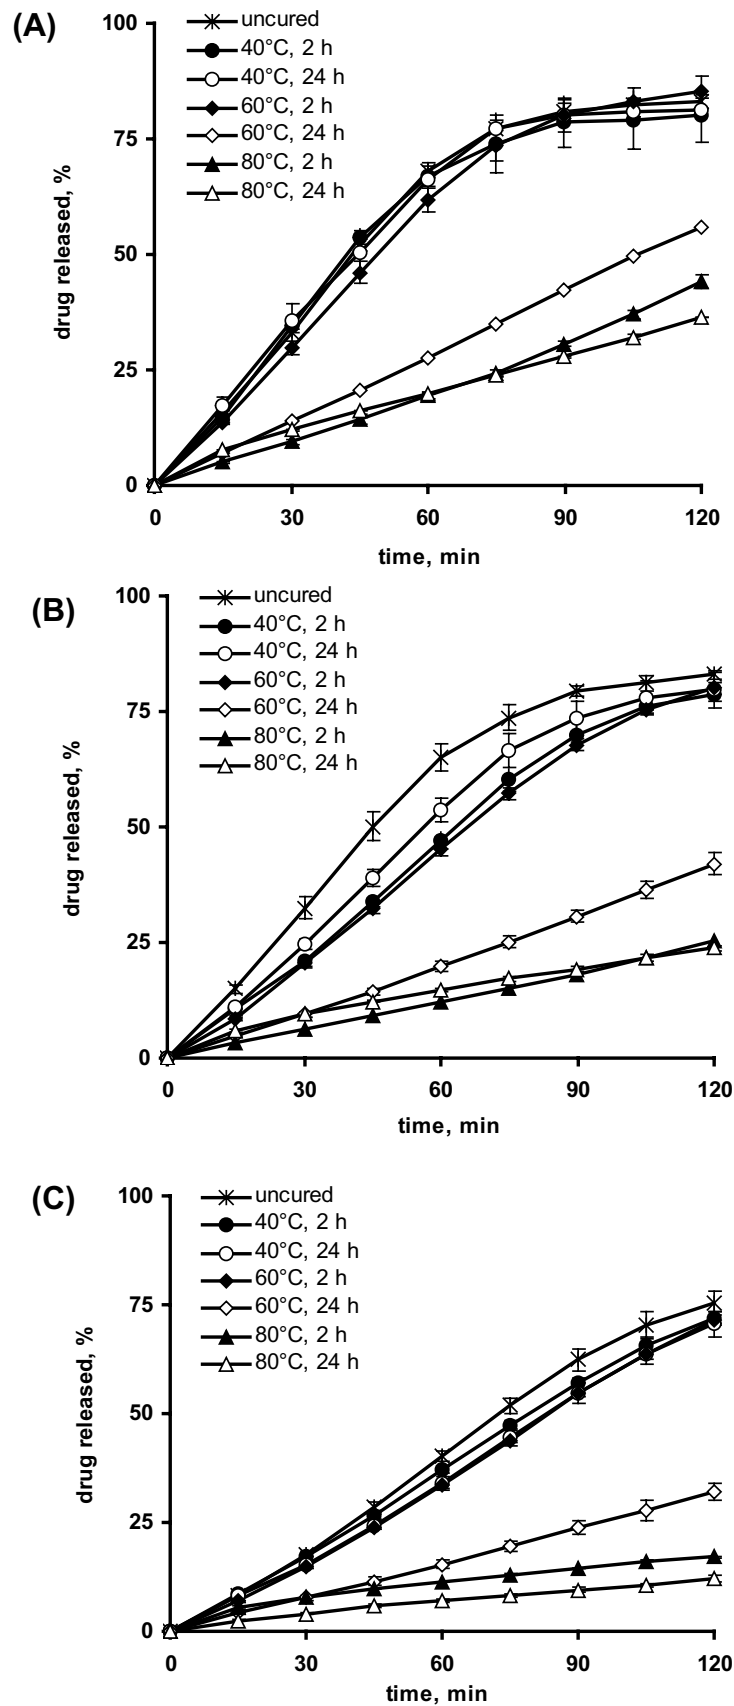 (A)
100
75
50
25
0
drug released, %
uncured
40°C, 2 h
40°C, 24 h
60°C, 2 h
60°C, 24 h
80°C, 2 h
80°C, 24 h
0 30 60 90 120
time, min
(B)
100
75
50
25
0
drug released, %
uncured
40°C, 2 h
40°C, 24 h
60°C, 2 h
60°C, 24 h
80°C, 2 h
80°C, 24 h
0 30 60 90 120
time, min
(C)
100
75
50
25
0
drug released, %
uncured
40°C, 2 h
40°C, 24 h
60°C, 2 h
60°C, 24 h
80°C, 2 h
80°C, 24 h
0 30 60 90 120
time, min